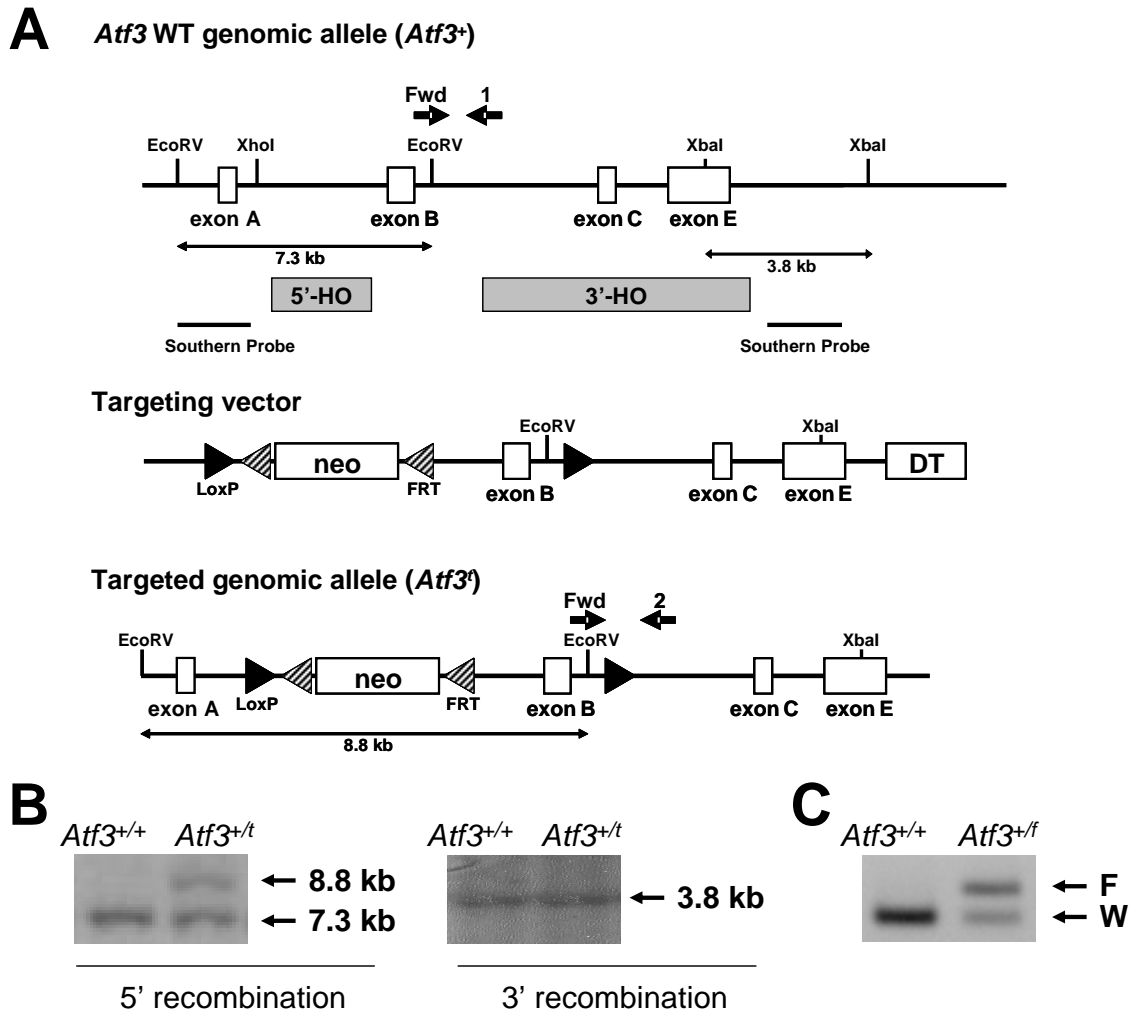 A
Atf3 WT genomic allele (Atf3+)
Fwd 1
EcoRV XhoI EcoRV XbaI XbaI
exon A exon B exon C exon E
7.3 kb 3.8 kb
5’-HO 3’-HO
Southern Probe Southern Probe
Targeting vector
EcoRV XbaI
neo DT
LoxP FRT exon B exon C exon E
Targeted genomic allele (Atf3t)
Fwd 2
EcoRV EcoRV XbaI
neo
exon A LoxP FRT exon B exon C exon E
8.8 kb
B
Atf3+/+ Atf3+/t
8.8 kb
7.3 kb
5’ recombination
Atf3+/+ Atf3+/t
3.8 kb
3’ recombination
C
Atf3+/+ Atf3+/f
F
W